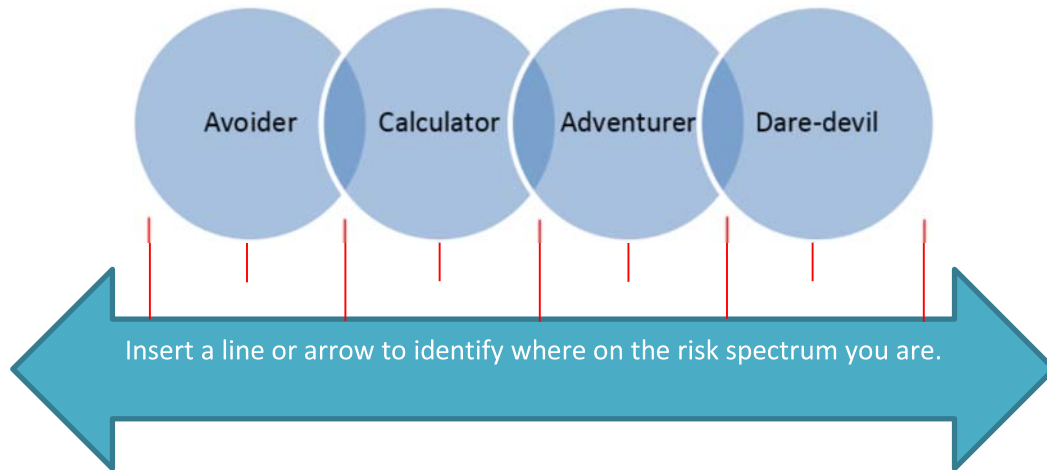 Avoider
Calculator
Adventurer
Dare-devil
Insert a line or arrow to identify where on the risk spectrum you are.